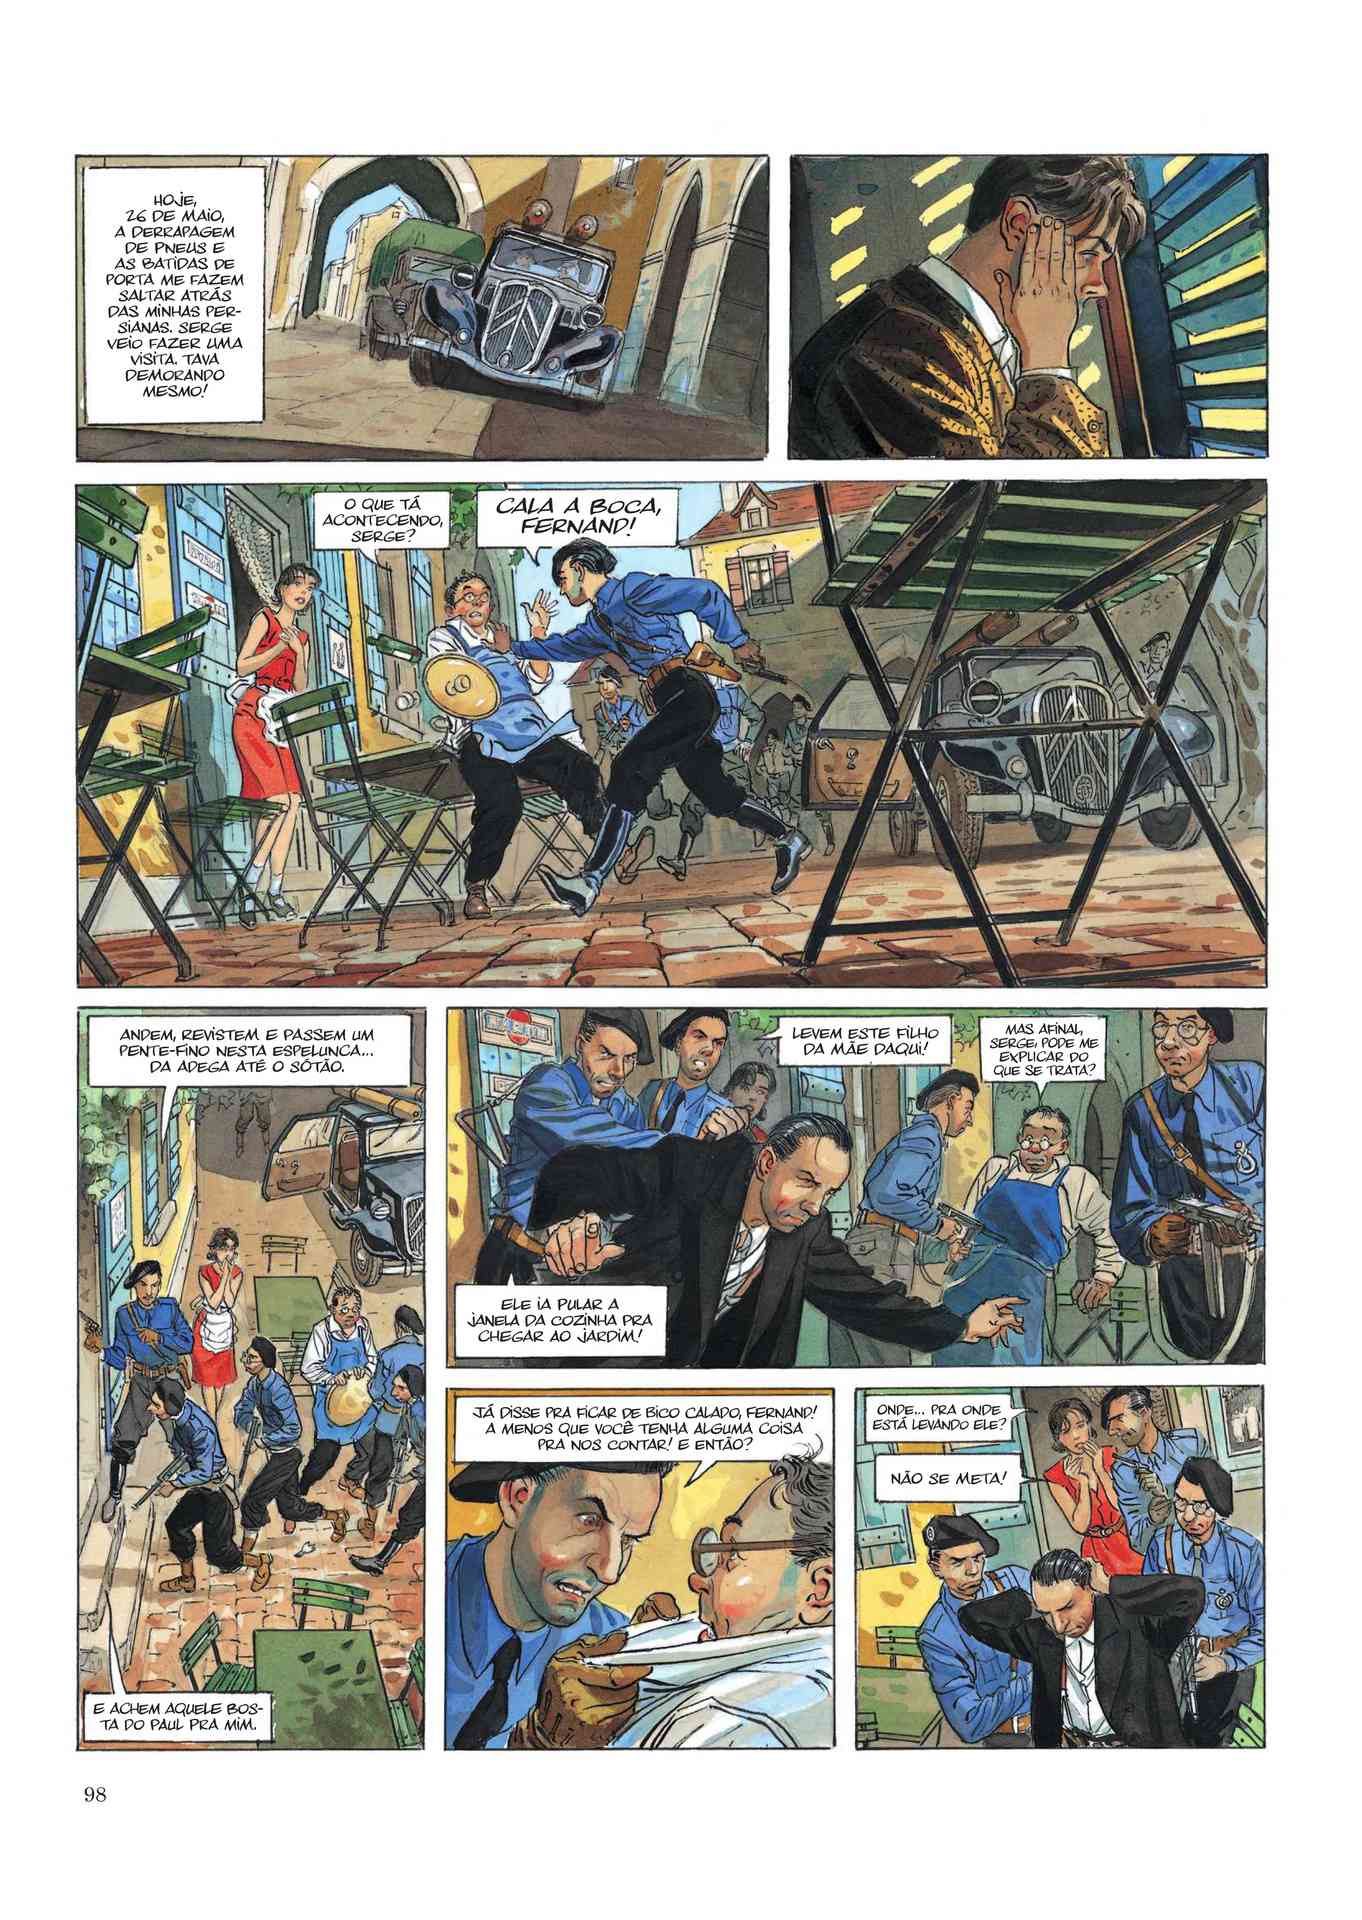 HOJE,
26 DE MAIO,
A DERRAPAGEM
DE PNEUS E
AS BATIDAS DE
PORTA ME FAZEM
SALTAR ATRÁS
DAS MINHAS PER-
SIANAS. SERGE
VEIO FAZER UMA
VISITA. TAVA
DEMORANDO
MESMO!
O QUE TÁ
ACONTECENDO,
SERGE?
CALA A BOCA,
FERNAND!
ANDEM, REVISTEM E PASSEM UM
PENTE-FINO NESTA ESPELUNCA...
DA ADEGA ATÉ O SÓTÃO.
E ACHEM AQUELE BOS-
TA DO PAUL PRA MIM.
LEVEM ESTE FILHO
DA MÃE DAQUI!
MAS AFINAL,
SERGE, PODE ME
EXPLICAR DO
QUE SE TRATA?
ELE IA PULAR A
JANELA DA COZINHA PRA
CHEGAR AO JARDIM!
JÁ DISSE PRA FICAR DE BICO CALADO, FERNAND!
A MENOS QUE VOCÊ TENHA ALGUMA COISA
PRA NOS CONTAR! E ENTÃO?
ONDE... PRA ONDE
ESTÁ LEVANDO ELE?
NÃO SE META!
98